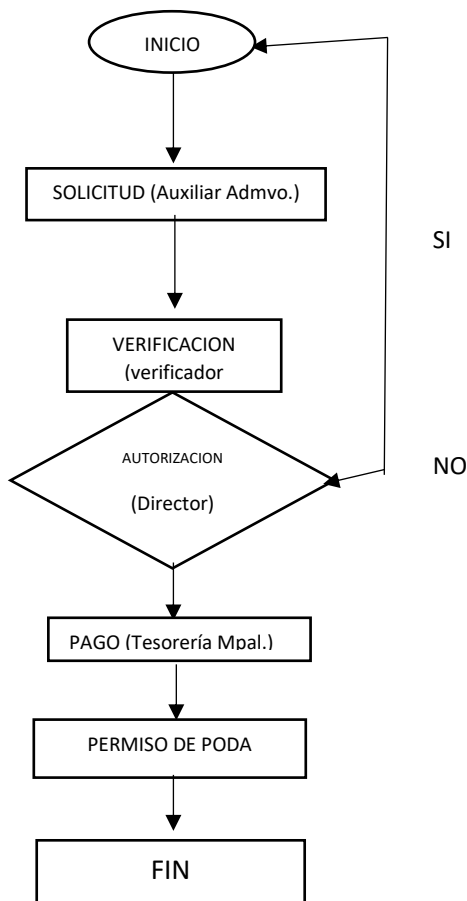 INICIO
SOLICITUD (Auxiliar Admvo.)
SI
VERIFICACION
(verificador
AUTORIZACION
NO
(Director)
PAGO (Tesorería Mpal.)
PERMISO DE PODA
FIN